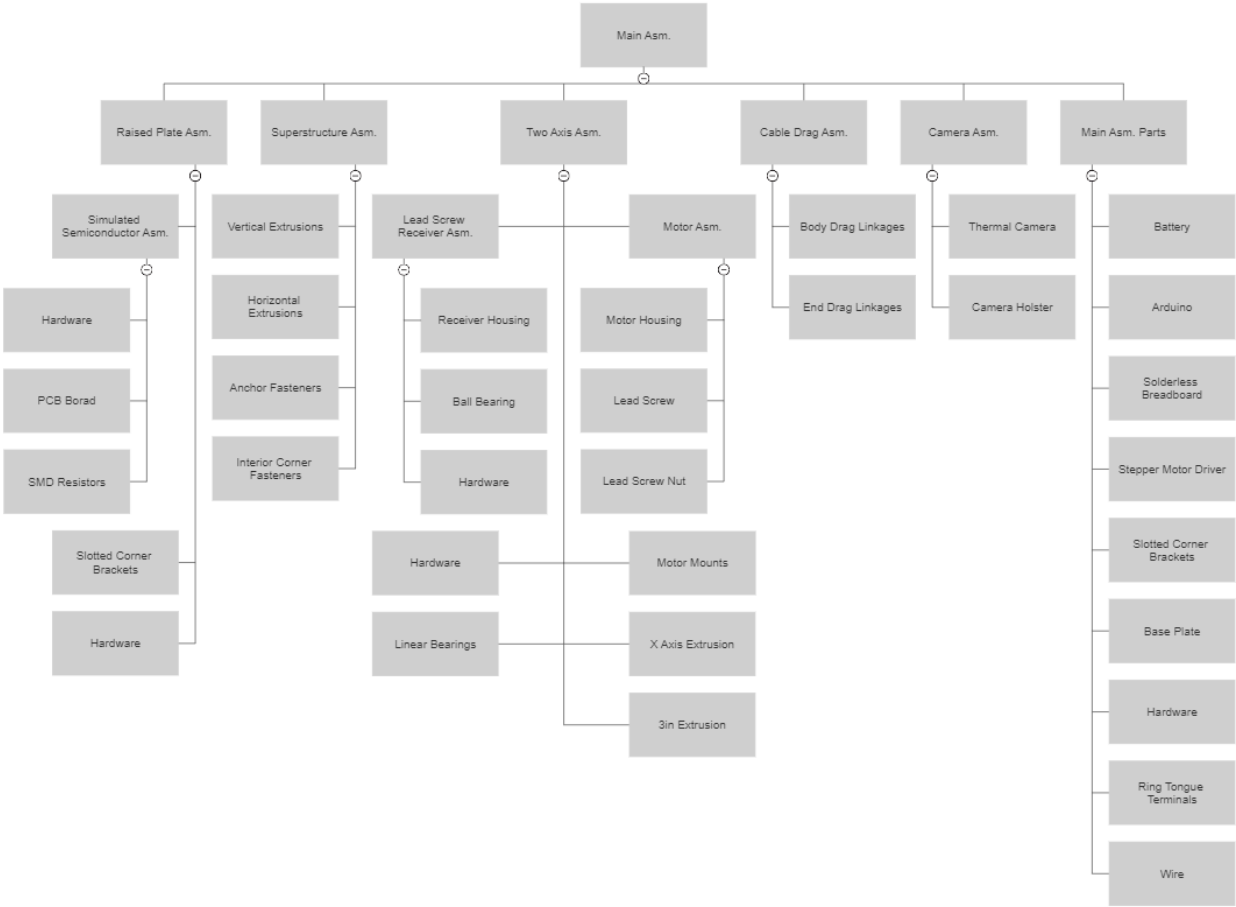 Main Asm.
Raised Plate Asm.
Superstructure Asm.
Two Axis Asm.
Cable Drag Asm.
Camera Asm.
Main Asm. Parts
Simulated
Semiconductor Asm.
Hardware
PCB Borad
SMD Resistors
Slotted Corner
Brackets
Hardware
Vertical Extrusions
Horizontal
Extrusions
Anchor Fasteners
Interior Corner
Fasteners
Lead Screw
Receiver Asm.
Receiver Housing
Ball Bearing
Hardware
Motor Asm.
Motor Housing
Lead Screw
Lead Screw Nut
Hardware
Motor Mounts
Linear Bearings
X Axis Extrusion
3in Extrusion
Body Drag Linkages
End Drag Linkages
Thermal Camera
Camera Holster
Battery
Arduino
Solderless
Breadboard
Stepper Motor Driver
Slotted Corner
Brackets
Base Plate
Hardware
Ring Tongue
Terminals
Wire